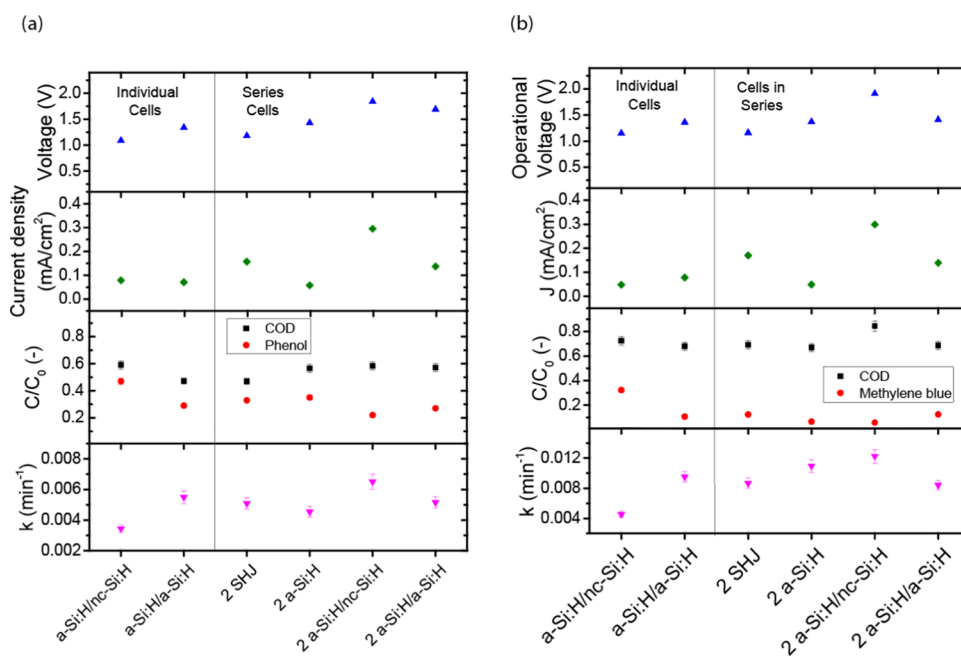 (a)
Individual
Cells
Series
Cells
Voltage (V)
2.0
1.5
1.0
0.5
Current density
(mA/cm²)
0.4
0.3
0.2
0.1
0.0
COD
Phenol
C/C₀ (-)
0.8
0.6
0.4
0.2
k (min⁻¹)
0.008
0.006
0.004
0.002
a-Si:H/nc-Si:H
a-Si:H/a-Si:H
2 SHJ
2 a-Si:H
2 a-Si:H/nc-Si:H
2 a-Si:H/a-Si:H
(b)
Individual
Cells
Cells in
Series
Operational
Voltage (V)
2.0
1.5
1.0
0.5
J (mA/cm²)
0.4
0.3
0.2
0.1
0.0
COD
Methylene blue
C/C₀ (-)
0.8
0.6
0.4
0.2
k (min⁻¹)
0.012
0.008
0.004
a-Si:H/nc-Si:H
a-Si:H/a-Si:H
2 SHJ
2 a-Si:H
2 a-Si:H/nc-Si:H
2 a-Si:H/a-Si:H